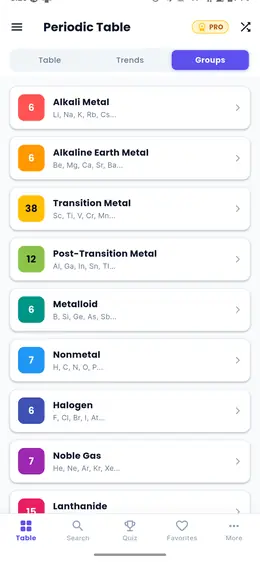 Periodic Table
PRO
Table
Trends
Groups
6
Alkali Metal
Li, Na, K, Rb, Cs...
6
Alkaline Earth Metal
Be, Mg, Ca, Sr, Ba...
38
Transition Metal
Sc, Ti, V, Cr, Mn...
12
Post-Transition Metal
Al, Ga, In, Sn, Tl...
6
Metalloid
B, Si, Ge, As, Sb...
7
Nonmetal
H, C, N, O, P...
6
Halogen
F, Cl, Br, I, At...
7
Noble Gas
He, Ne, Ar, Kr, Xe...
15
Lanthanide
Table
Search
Quiz
Favorites
More